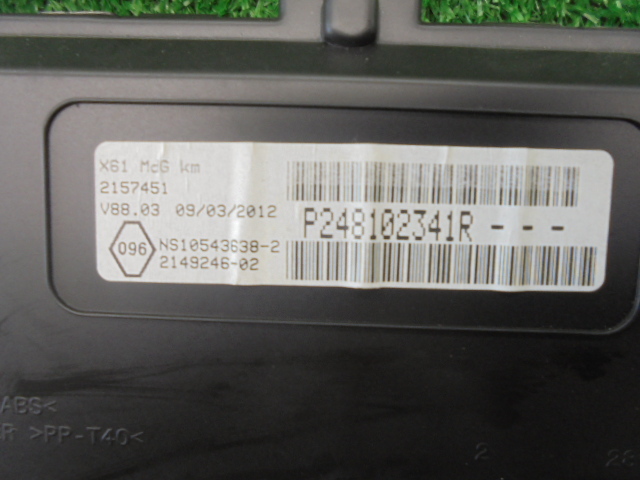 X61 McG km
2157451
V88.03 09/03/2012
P248102341R - - -
096
NS10543638-2
2149246-02
ABS<
R >PP-T40<
2